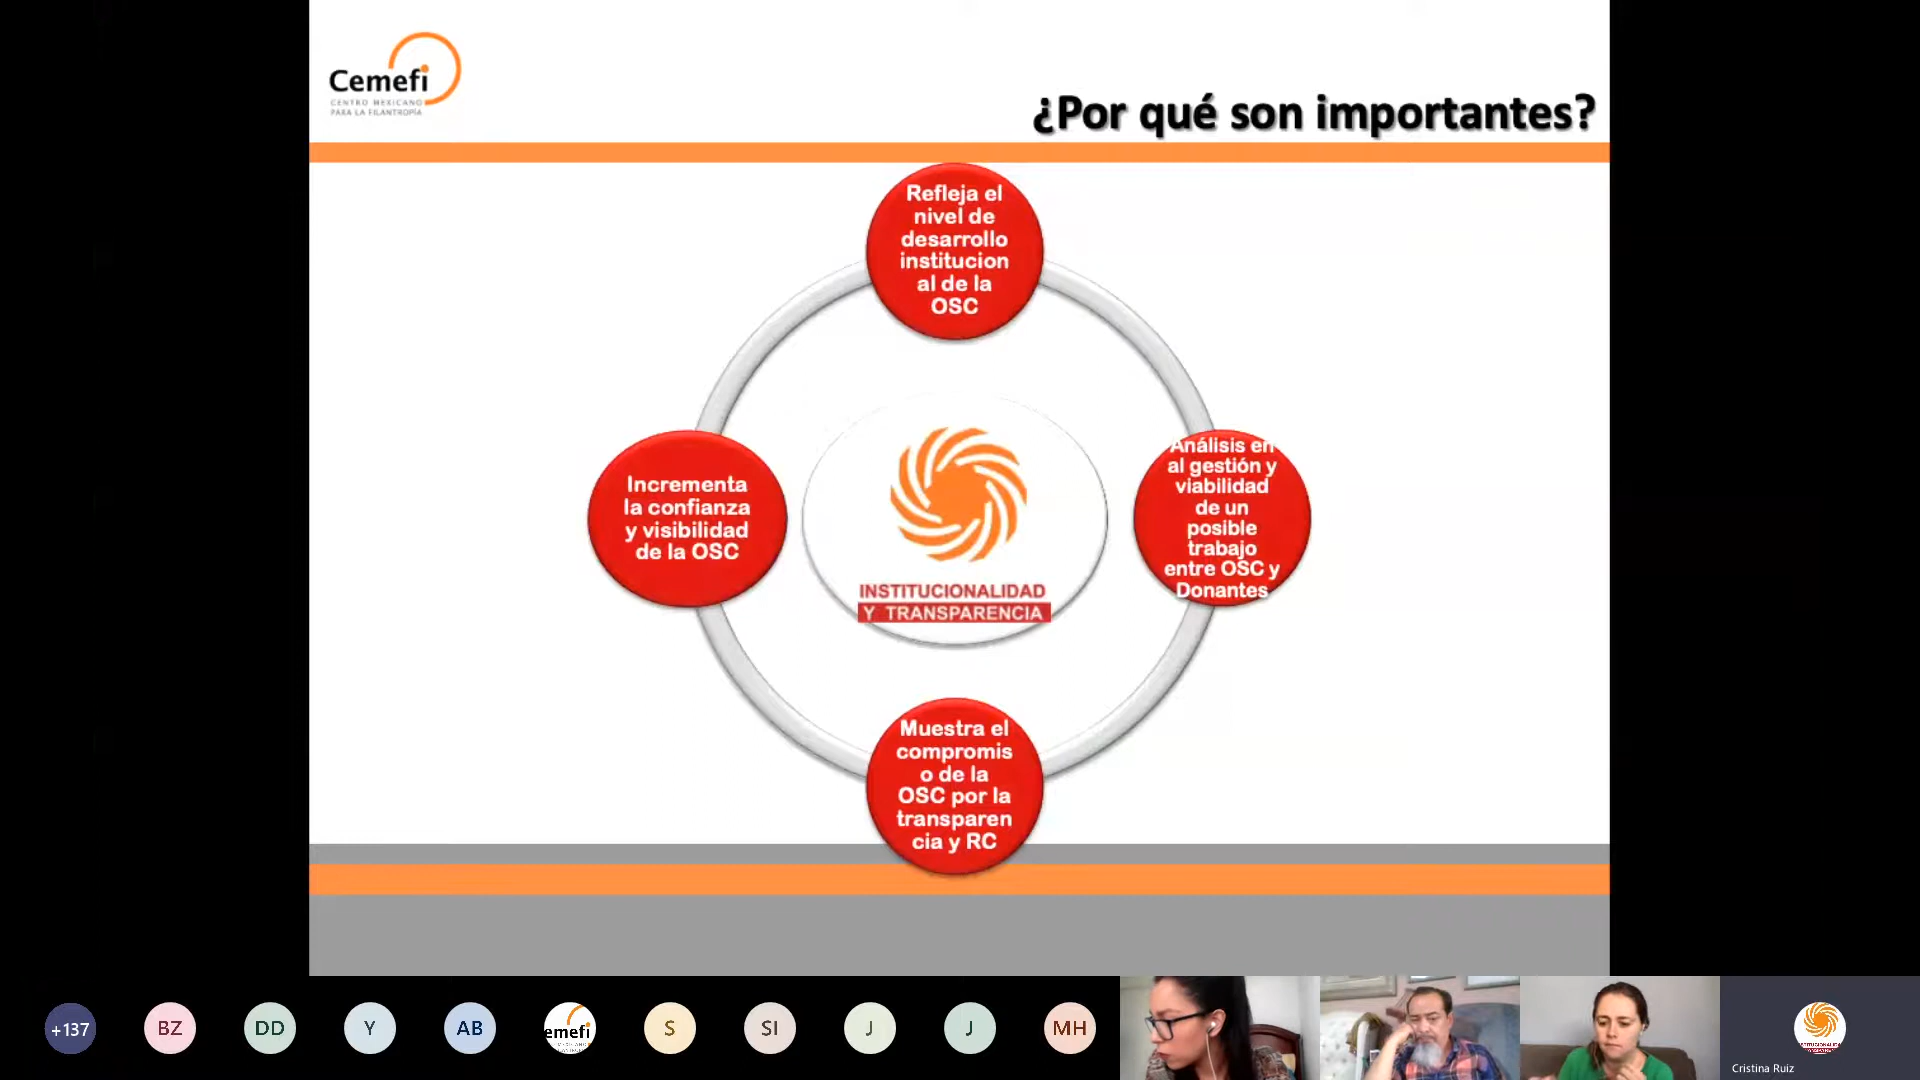 Cemefi
CENTRO MEXICANO
PARA LA FILANTROPÍA
¿Por qué son importantes?
Refleja el
nivel de
desarrollo
institucion
al de la
OSC
Incrementa
la confianza
y visibilidad
de la OSC
INSTITUCIONALIDAD
Y TRANSPARENCIA
Análisis en
al gestión y
viabilidad
de un
posible
trabajo
entre OSC y
Donantes
Muestra el
compromis
o de la
OSC por la
transparen
cia y RC
+137
BZ
DD
Y
AB
emefi
S
SI
J
J
MH
Cristina Ruiz